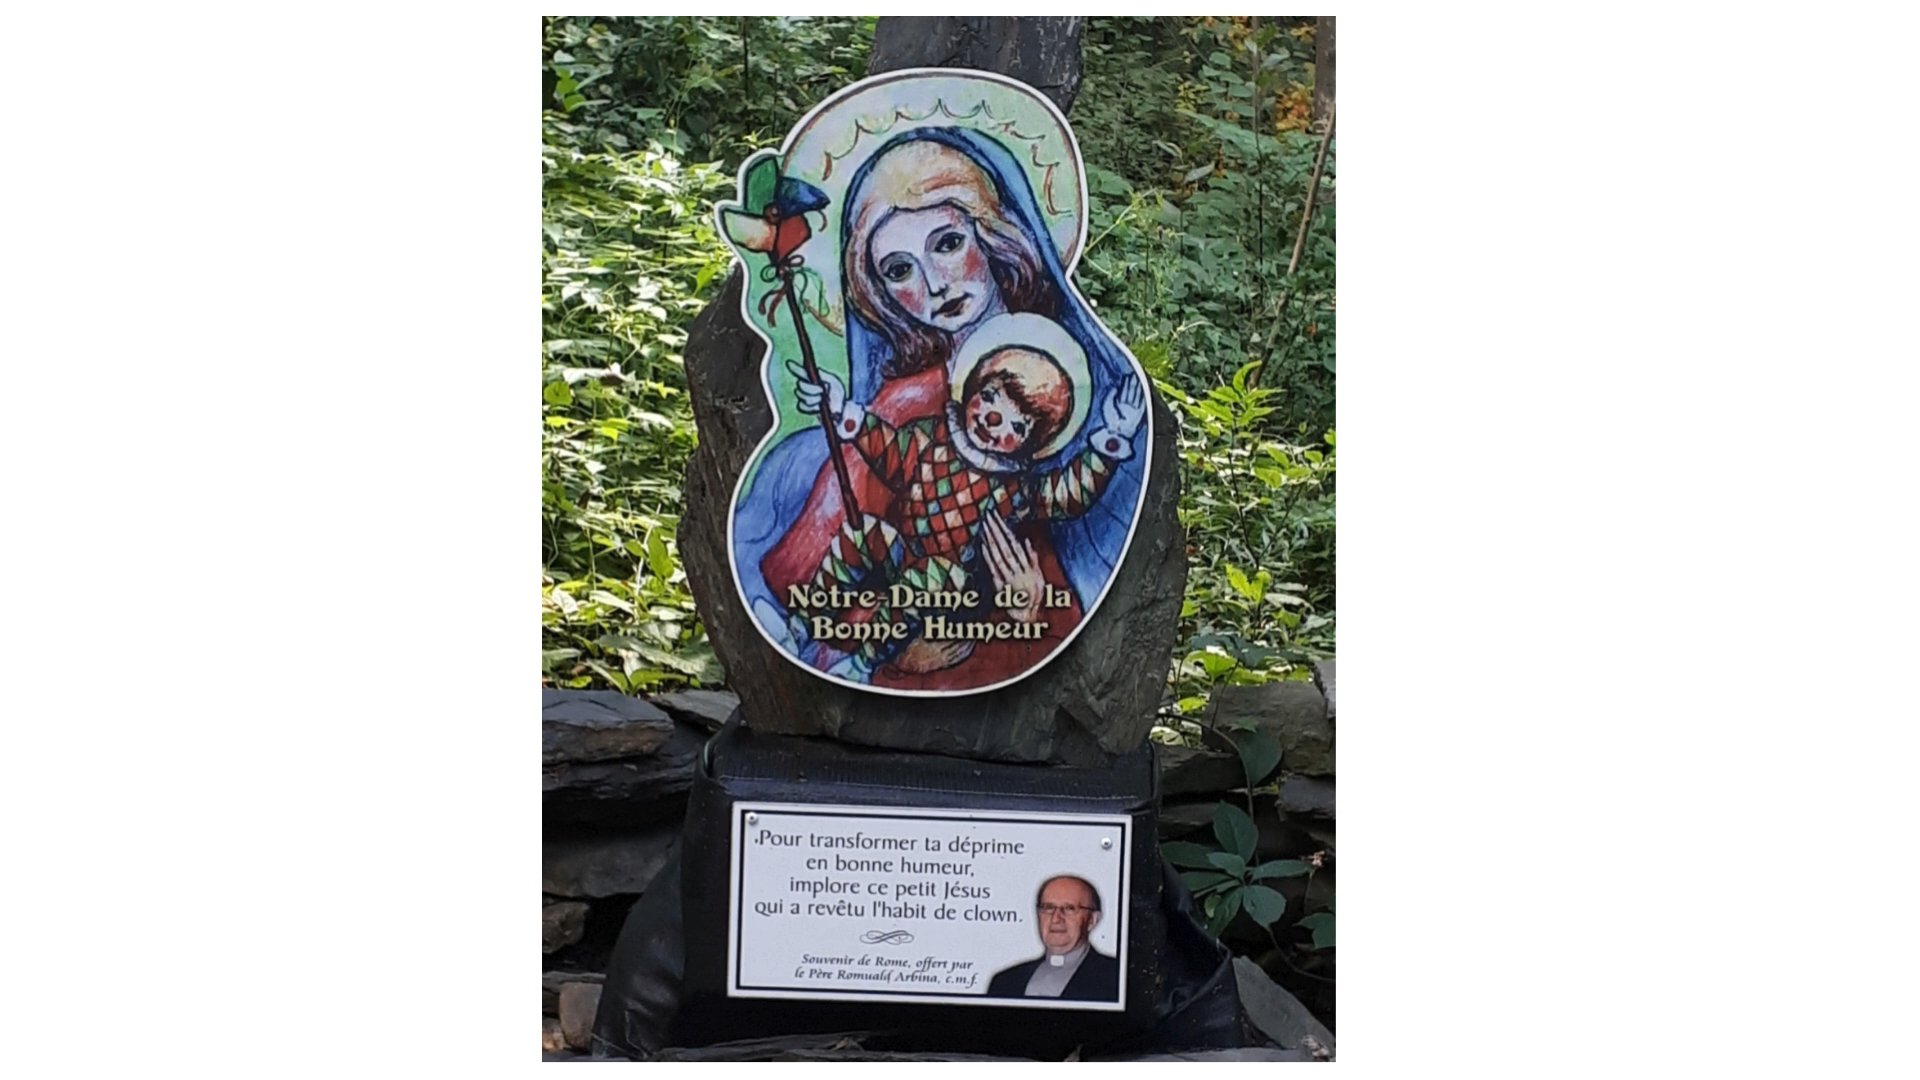 Notre-Dame de la
Bonne Humeur
Pour transformer ta déprime
en bonne humeur,
implore ce petit Jésus
qui a revêtu l'habit de clown.
Souvenir de Rome, offert par
le Père Romuald Arbina, c.m.f.